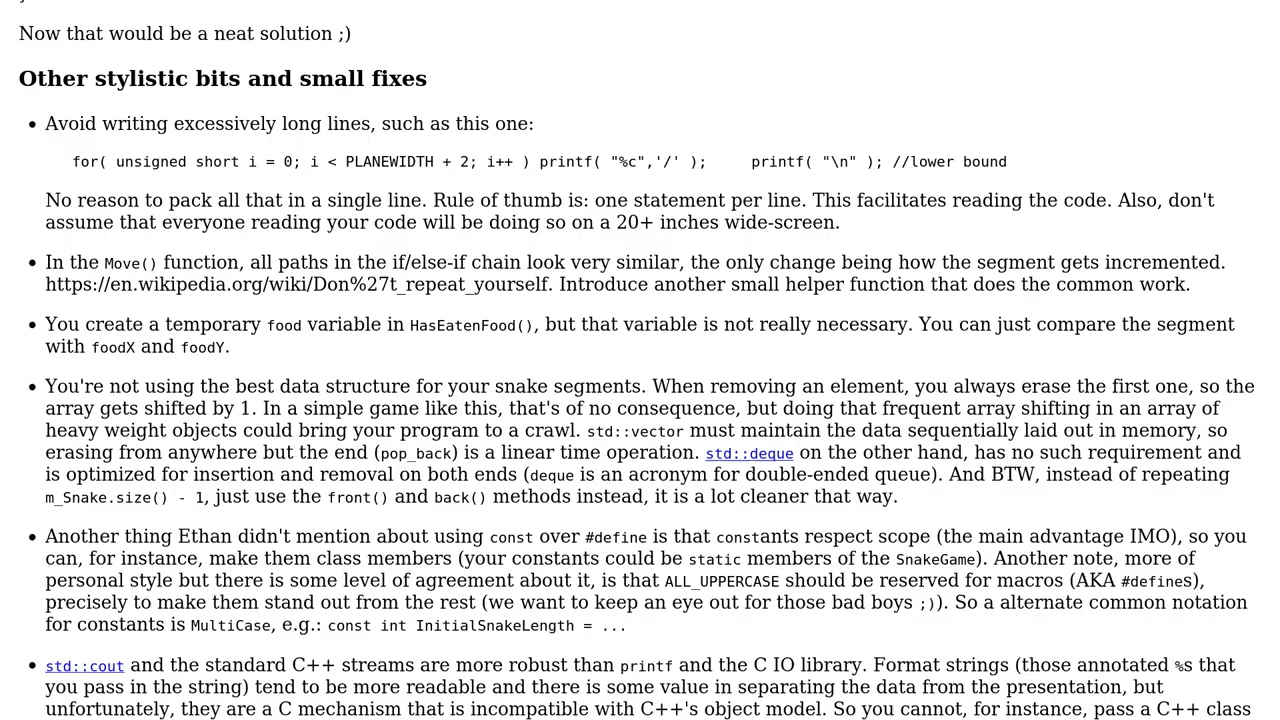 Now that would be a neat solution ;)
Other stylistic bits and small fixes
• Avoid writing excessively long lines, such as this one:
for( unsigned short i = 0; i < PLANEWIDTH + 2; i++ ) printf( "%c",'/' );     printf( "\n" ); //lower bound
No reason to pack all that in a single line. Rule of thumb is: one statement per line. This facilitates reading the code. Also, don't
assume that everyone reading your code will be doing so on a 20+ inches wide-screen.
• In the Move() function, all paths in the if/else-if chain look very similar, the only change being how the segment gets incremented.
https://en.wikipedia.org/wiki/Don%27t_repeat_yourself. Introduce another small helper function that does the common work.
• You create a temporary food variable in HasEatenFood(), but that variable is not really necessary. You can just compare the segment
with foodX and foodY.
• You're not using the best data structure for your snake segments. When removing an element, you always erase the first one, so the
array gets shifted by 1. In a simple game like this, that's of no consequence, but doing that frequent array shifting in an array of
heavy weight objects could bring your program to a crawl. std::vector must maintain the data sequentially laid out in memory, so
erasing from anywhere but the end (pop_back) is a linear time operation. std::deque on the other hand, has no such requirement and
is optimized for insertion and removal on both ends (deque is an acronym for double-ended queue). And BTW, instead of repeating
m_Snake.size() - 1, just use the front() and back() methods instead, it is a lot cleaner that way.
• Another thing Ethan didn't mention about using const over #define is that constants respect scope (the main advantage IMO), so you
can, for instance, make them class members (your constants could be static members of the SnakeGame). Another note, more of
personal style but there is some level of agreement about it, is that ALL_UPPERCASE should be reserved for macros (AKA #defines),
precisely to make them stand out from the rest (we want to keep an eye out for those bad boys ;)). So a alternate common notation
for constants is MultiCase, e.g.: const int InitialSnakeLength = ...
• std::cout and the standard C++ streams are more robust than printf and the C IO library. Format strings (those annotated %s that
you pass in the string) tend to be more readable and there is some value in separating the data from the presentation, but
unfortunately, they are a C mechanism that is incompatible with C++'s object model. So you cannot, for instance, pass a C++ class